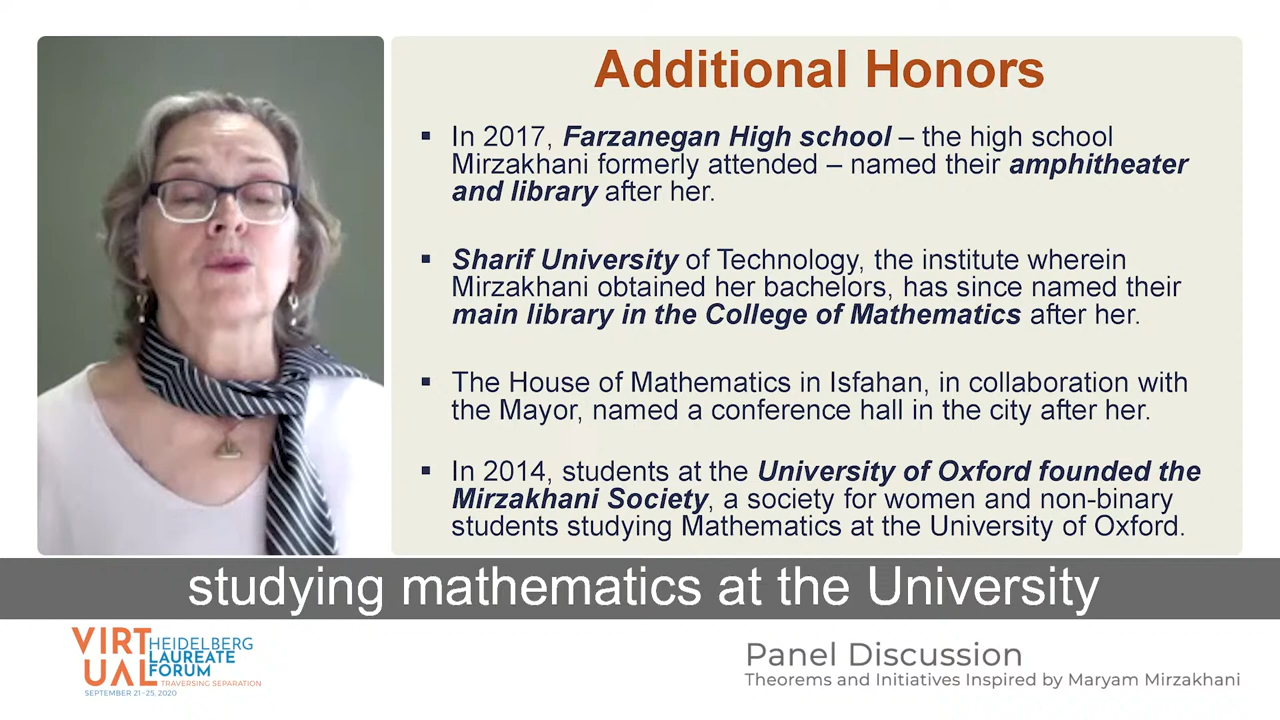 Additional Honors
▪ In 2017, Farzanegan High school – the high school
Mirzakhani formerly attended – named their amphitheater
and library after her.
▪ Sharif University of Technology, the institute wherein
Mirzakhani obtained her bachelors, has since named their
main library in the College of Mathematics after her.
▪ The House of Mathematics in Isfahan, in collaboration with
the Mayor, named a conference hall in the city after her.
▪ In 2014, students at the University of Oxford founded the
Mirzakhani Society, a society for women and non-binary
students studying Mathematics at the University of Oxford.
studying mathematics at the University
VIRT
UAL
HEIDELBERG
LAUREATE
FORUM
TRAVERSING SEPARATION
SEPTEMBER 21–25, 2020
Panel Discussion
Theorems and Initiatives Inspired by Maryam Mirzakhani